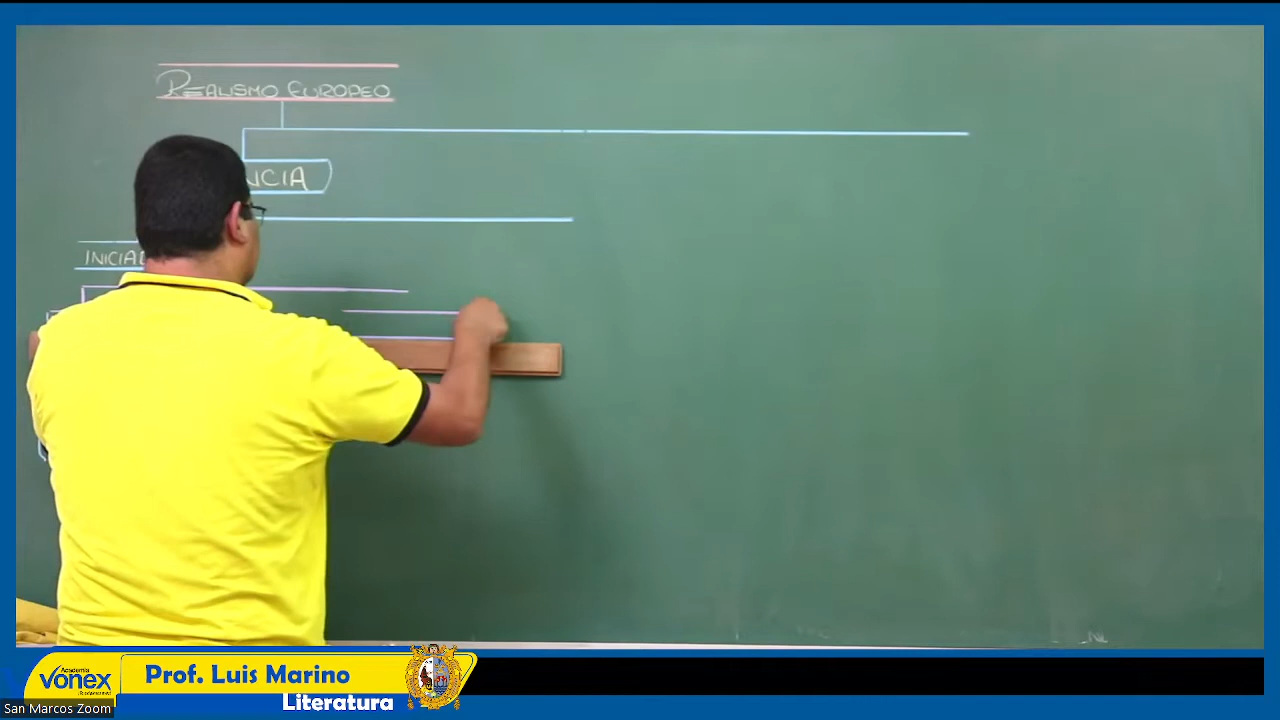 REALISMO EUROPEO
NCIA
INICIA
Academia
VONEX
Prof. Luis Marino
Literatura
San Marcos Zoom